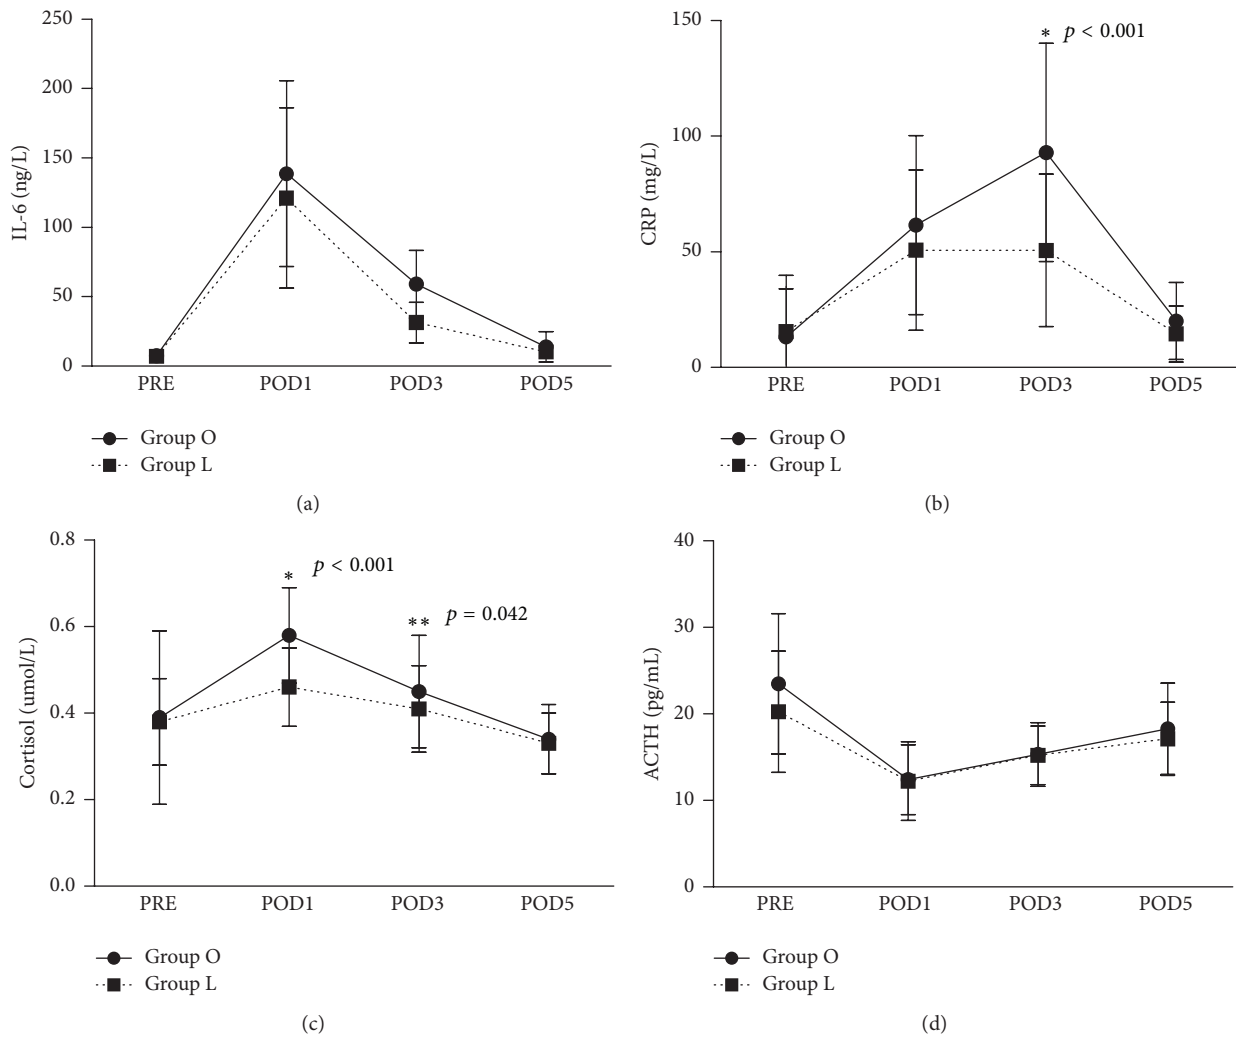 250
200
150
100
50
0
IL-6 (ng/L)
PRE POD1 POD3 POD5
Group O
Group L
(a)
150
100
50
0
CRP (mg/L)
* p < 0.001
PRE POD1 POD3 POD5
Group O
Group L
(b)
0.8
0.6
0.4
0.2
0.0
Cortisol (umol/L)
* p < 0.001
** p = 0.042
PRE POD1 POD3 POD5
Group O
Group L
(c)
40
30
20
10
0
ACTH (pg/mL)
PRE POD1 POD3 POD5
Group O
Group L
(d)